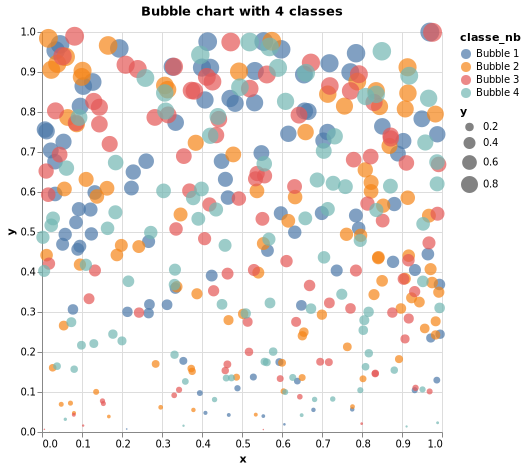 Bubble chart with 4 classes
classe_nb
Bubble 1
Bubble 2
Bubble 3
Bubble 4
y
0.2
0.4
0.6
0.8
y
1.0
0.9
0.8
0.7
0.6
0.5
0.4
0.3
0.2
0.1
0.0
0.0 0.1 0.2 0.3 0.4 0.5 0.6 0.7 0.8 0.9 1.0
x